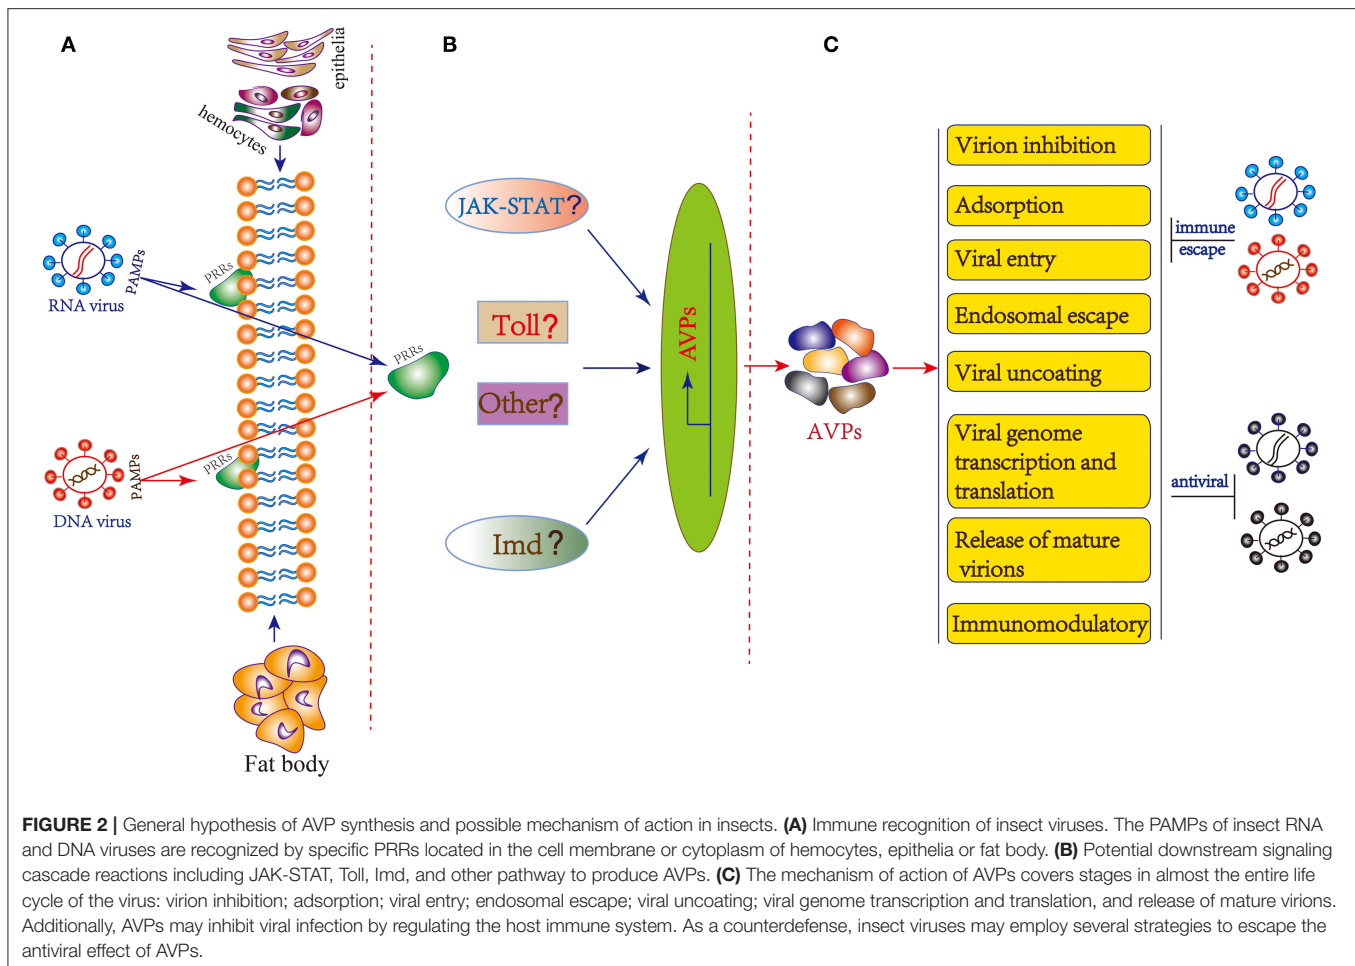 A
B
C
epithelia
hemocytes
PAMPs
RNA virus
PRRs
PRRs
PRRs
PAMPs
DNA virus
Fat body
JAK-STAT?
Toll?
Other?
Imd?
AVPs
AVPs
Virion inhibition
Adsorption
Viral entry
Endosomal escape
Viral uncoating
Viral genome
transcription and
translation
Release of mature
virions
Immunomodulatory
immune
escape
antiviral
FIGURE 2 | General hypothesis of AVP synthesis and possible mechanism of action in insects. (A) Immune recognition of insect viruses. The PAMPs of insect RNA
and DNA viruses are recognized by specific PRRs located in the cell membrane or cytoplasm of hemocytes, epithelia or fat body. (B) Potential downstream signaling
cascade reactions including JAK-STAT, Toll, Imd, and other pathway to produce AVPs. (C) The mechanism of action of AVPs covers stages in almost the entire life
cycle of the virus: virion inhibition; adsorption; viral entry; endosomal escape; viral uncoating; viral genome transcription and translation, and release of mature virions.
Additionally, AVPs may inhibit viral infection by regulating the host immune system. As a counterdefense, insect viruses may employ several strategies to escape the
antiviral effect of AVPs.